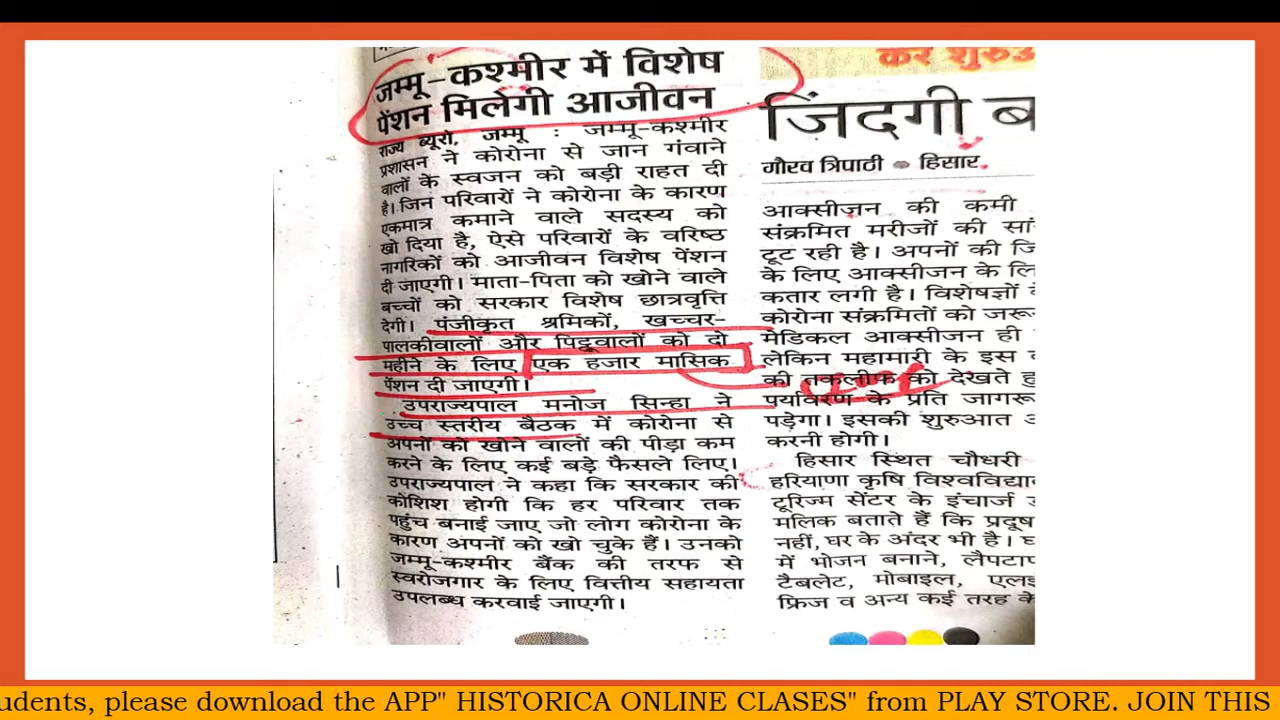 जम्मू-कश्मीर में विशेष
पेंशन मिलेगी आजीवन
राज्य ब्यूरो, जम्मू : जम्मू-कश्मीर
प्रशासन ने कोरोना से जान गंवाने
वालों के स्वजन को बड़ी राहत दी
है। जिन परिवारों ने कोरोना के कारण
एकमात्र कमाने वाले सदस्य को
खो दिया है, ऐसे परिवारों के वरिष्ठ
नागरिकों को आजीवन विशेष पेंशन
दी जाएगी। माता-पिता को खोने वाले
बच्चों को सरकार विशेष छात्रवृत्ति
देगी। पंजीकृत श्रमिकों, खच्चर-
पालकीवालों और पिट्ठूवालों को दो
महीने के लिए एक हजार मासिक
पेंशन दी जाएगी।
उपराज्यपाल मनोज सिन्हा ने
उच्च स्तरीय बैठक में कोरोना से
अपनों को खोने वालों की पीड़ा कम
करने के लिए कई बड़े फैसले लिए।
उपराज्यपाल ने कहा कि सरकार की
कोशिश होगी कि हर परिवार तक
पहुंच बनाई जाए जो लोग कोरोना के
कारण अपनों को खो चुके हैं। उनको
जम्मू-कश्मीर बैंक की तरफ से
स्वरोजगार के लिए वित्तीय सहायता
उपलब्ध करवाई जाएगी।
कर शुरु
जिंदगी ब
गौरव त्रिपाठी हिसार
आक्सीजन की कमी
संक्रमित मरीजों की सां
टूट रही है। अपनों की जि
के लिए आक्सीजन के लि
कतार लगी है। विशेषज्ञों
कोरोना संक्रमितों को जरू
मेडिकल आक्सीजन ही
लेकिन महामारी के इस
की तकलीफ को देखते हु
पर्यावरण के प्रति जागरू
पड़ेगा। इसकी शुरुआत
करनी होगी।
हिसार स्थित चौधरी
हरियाणा कृषि विश्वविद्या
टूरिज्म सेंटर के इंचार्ज
मलिक बताते हैं कि प्रदूष
नहीं, घर के अंदर भी है। घ
में भोजन बनाने, लैपटाप
टैबलेट, मोबाइल, एलइ
फ्रिज व अन्य कई तरह के
udents, please download the APP" HISTORICA ONLINE CLASES" from PLAY STORE. JOIN THIS